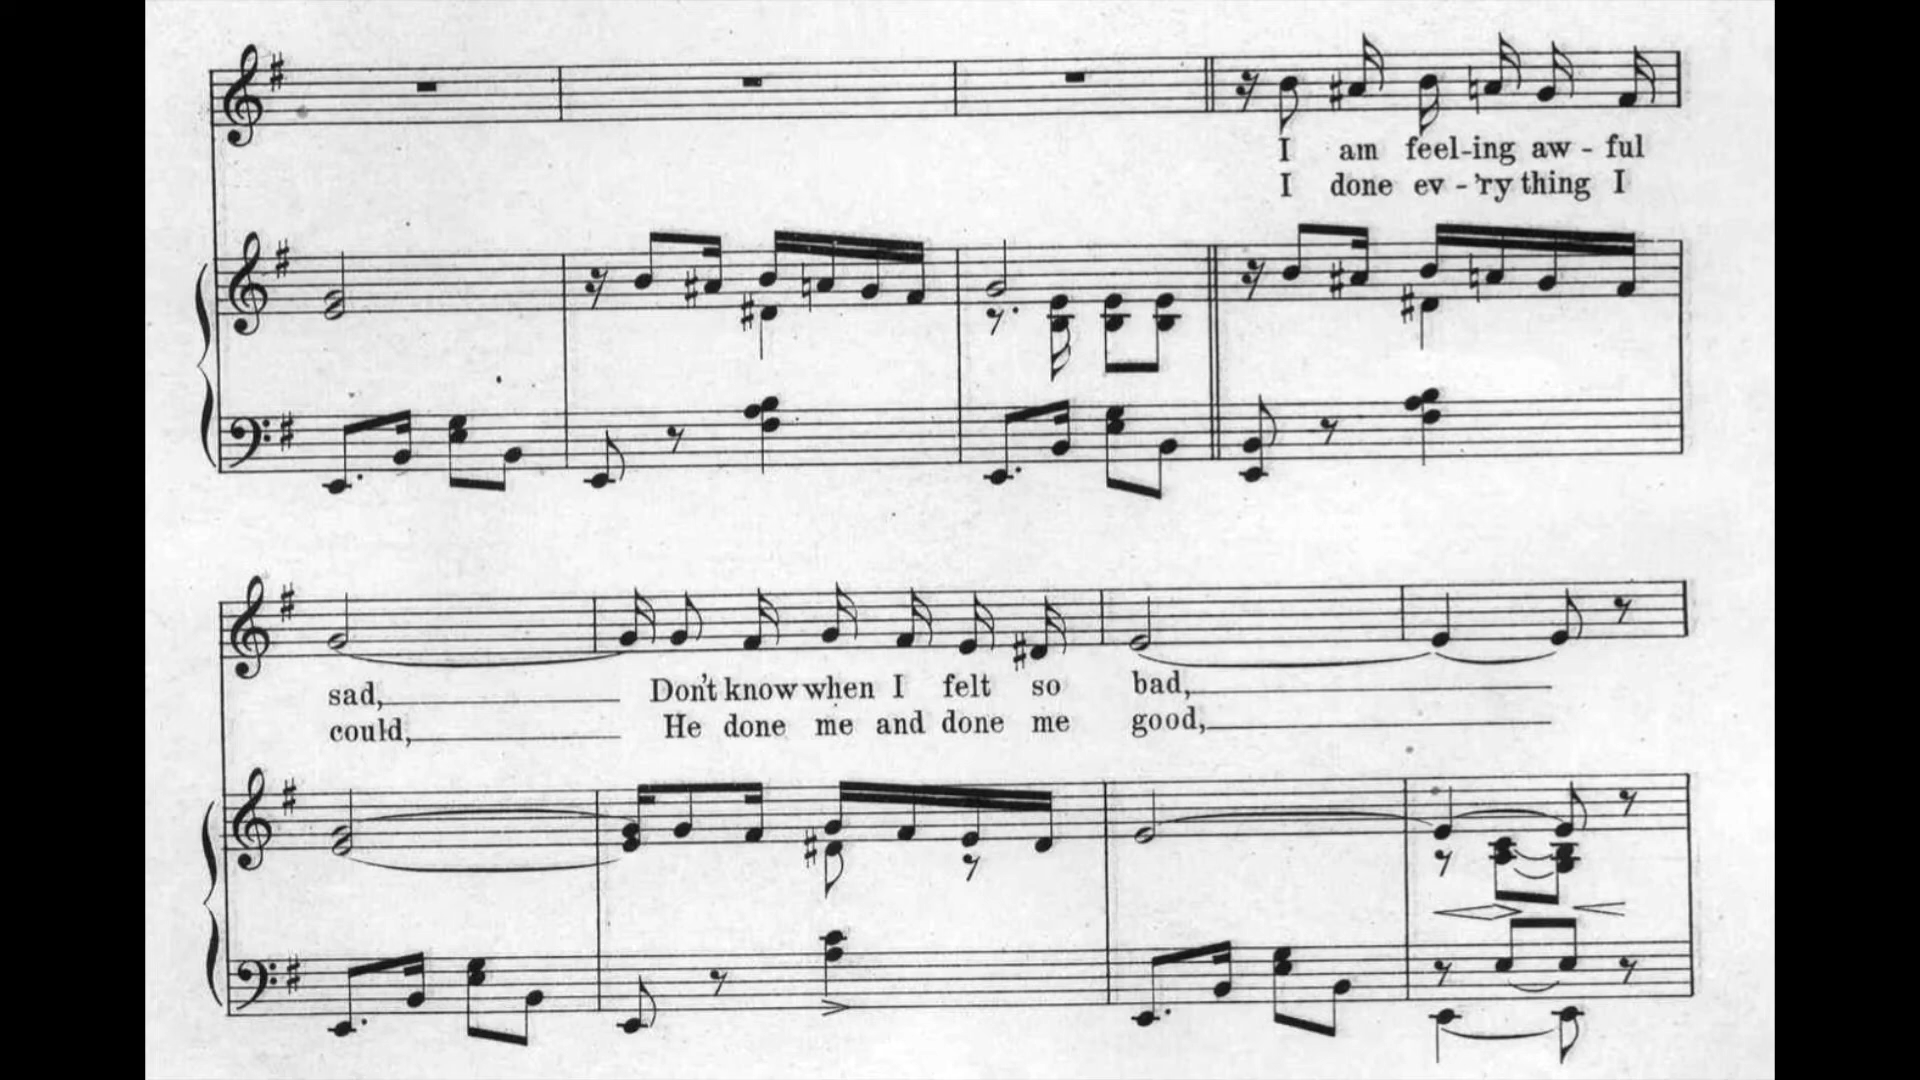 I am feel-ing aw - ful
I done ev - 'ry thing I
sad, Don't know when I felt so bad,
could, He done me and done me good,